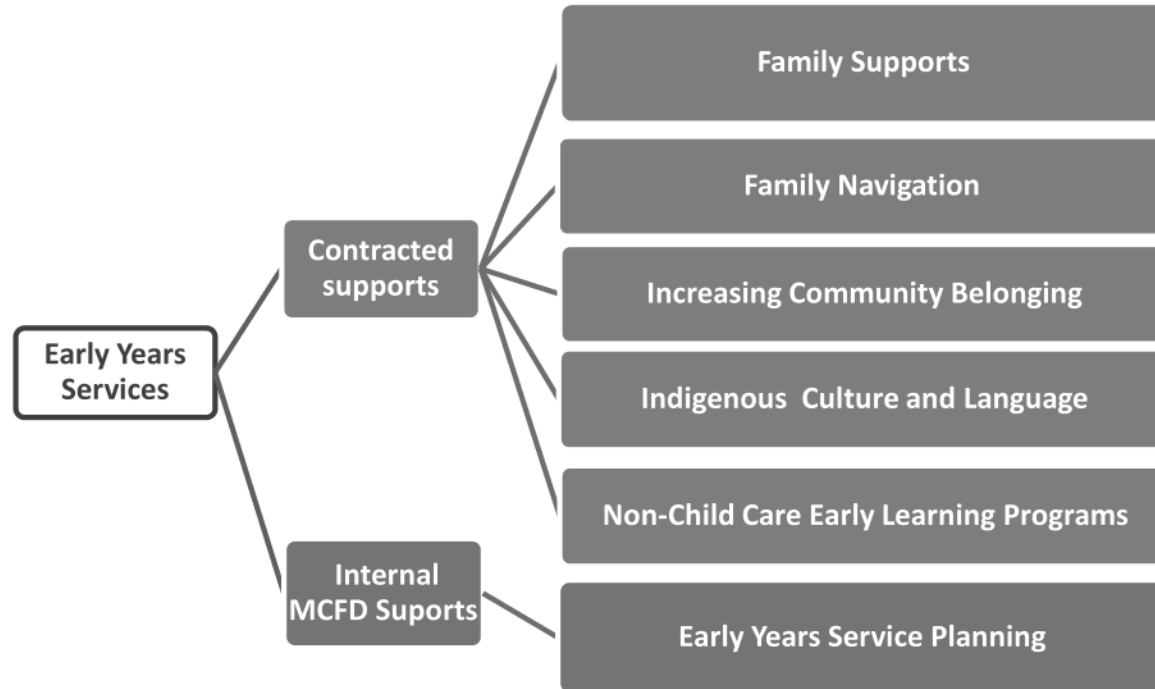 Early Years
Services
Contracted
supports
Internal
MCFD Suports
Family Supports
Family Navigation
Increasing Community Belonging
Indigenous  Culture and Language
Non-Child Care Early Learning Programs
Early Years Service Planning